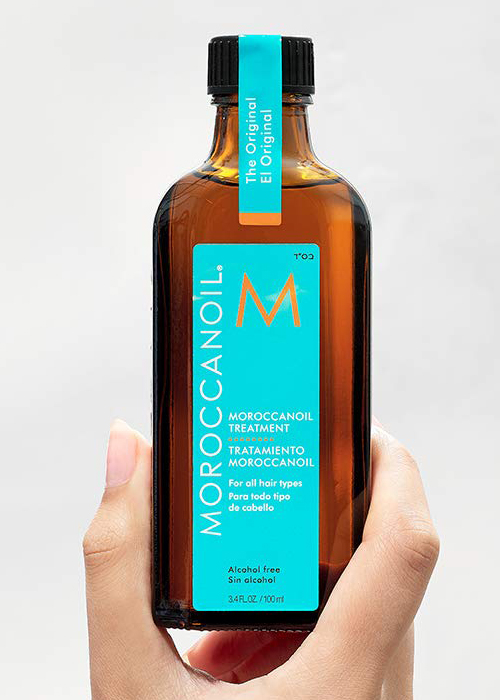 The Original
El Original
בס"ד
M
MOROCCANOIL®
MOROCCANOIL
TREATMENT
TRATAMIENTO
MOROCCANOIL
For all hair types
Para todo tipo
de cabello
Alcohol free
Sin alcohol
3.4 FL.OZ. / 100 ml